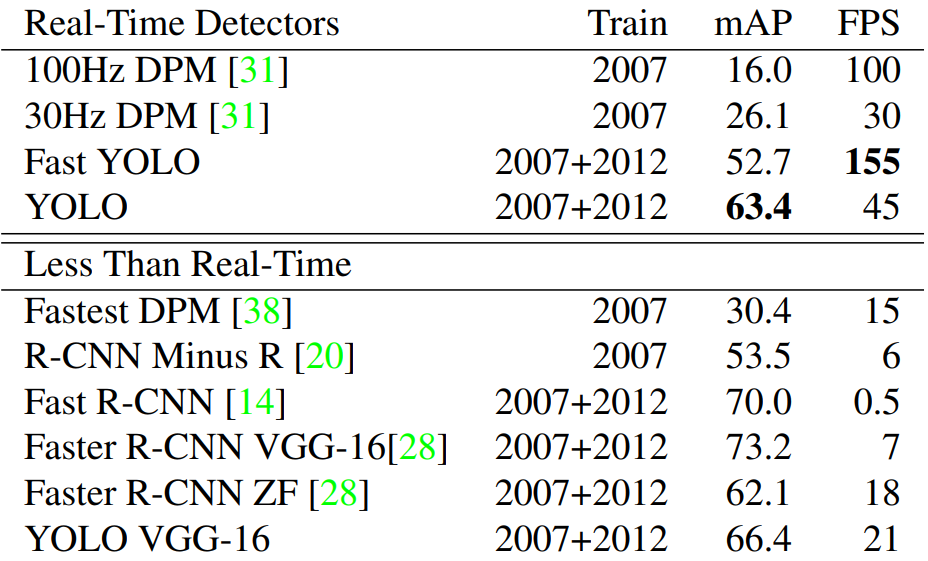 Real-Time Detectors Train mAP FPS
100Hz DPM [31] 2007 16.0 100
30Hz DPM [31] 2007 26.1 30
Fast YOLO 2007+2012 52.7 155
YOLO 2007+2012 63.4 45
Less Than Real-Time
Fastest DPM [38] 2007 30.4 15
R-CNN Minus R [20] 2007 53.5 6
Fast R-CNN [14] 2007+2012 70.0 0.5
Faster R-CNN VGG-16[28] 2007+2012 73.2 7
Faster R-CNN ZF [28] 2007+2012 62.1 18
YOLO VGG-16 2007+2012 66.4 21